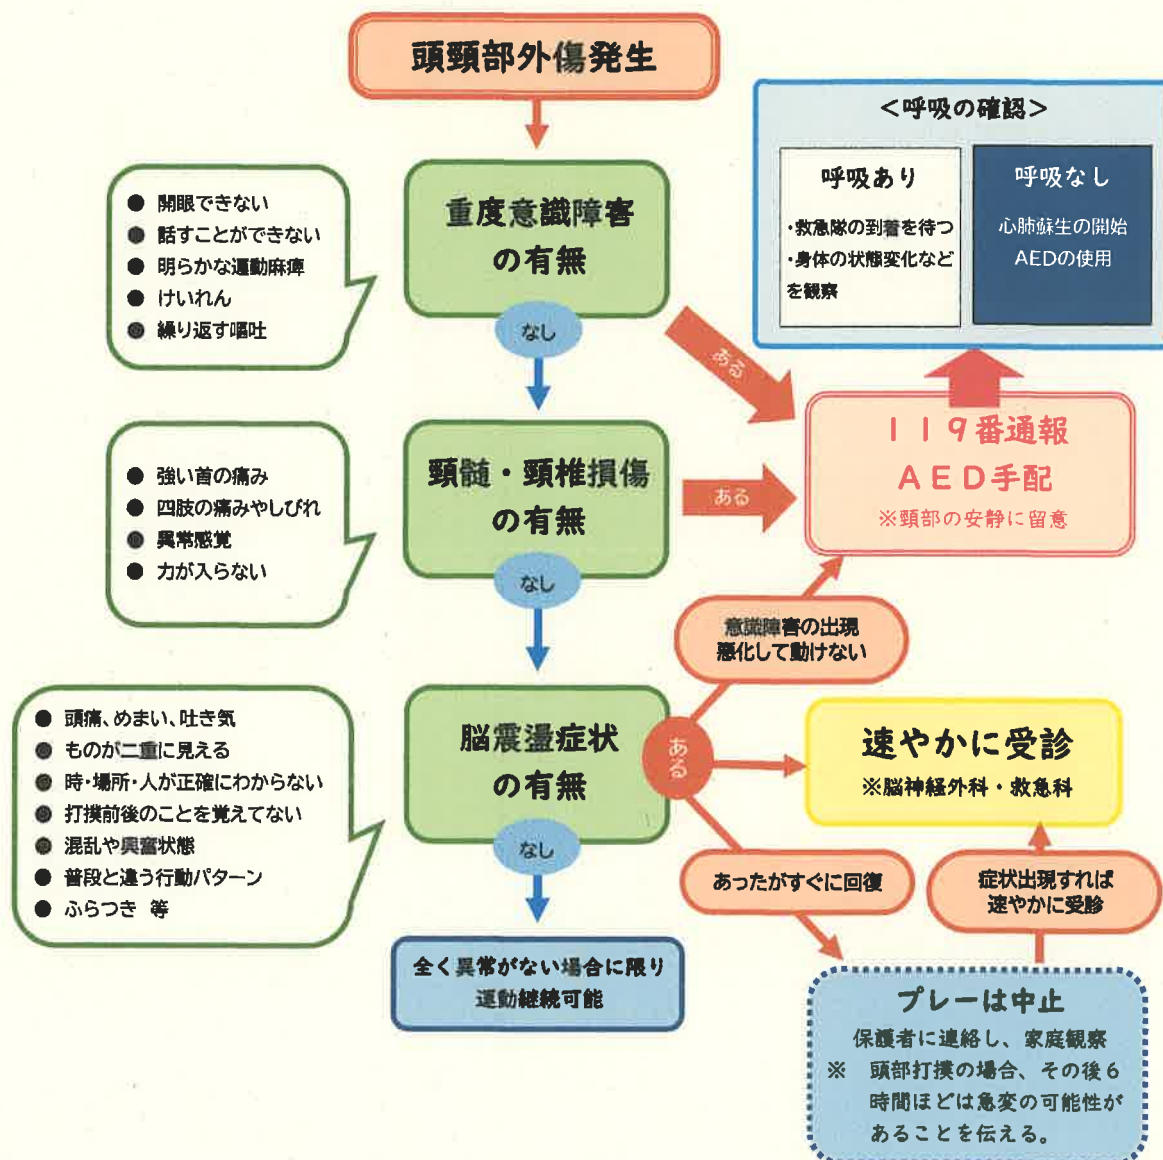 頭頸部外傷発生
<呼吸の確認>
呼吸あり
・救急隊の到着を待つ
・身体の状態変化など
を観察
呼吸なし
心肺蘇生の開始
AEDの使用
● 開眼できない
● 話すことができない
● 明らかな運動麻痺
● けいれん
● 繰り返す嘔吐
重度意識障害
の有無
なし
ある
119番通報
AED手配
※頸部の安静に留意
● 強い首の痛み
● 四肢の痛みやしびれ
● 異常感覚
● 力が入らない
頸髄・頸椎損傷
の有無
ある
なし
意識障害の出現
悪化して動けない
● 頭痛、めまい、吐き気
● ものが二重に見える
● 時・場所・人が正確にわからない
● 打撲前後のことを覚えてない
● 混乱や興奮状態
● 普段と違う行動パターン
● ふらつき 等
脳震盪症状
の有無
ある
なし
速やかに受診
※脳神経外科・救急科
あったがすぐに回復
症状出現すれば
速やかに受診
全く異常がない場合に限り
運動継続可能
プレーは中止
保護者に連絡し、家庭観察
※ 頭部打撲の場合、その後6
時間ほどは急変の可能性が
あることを伝える。